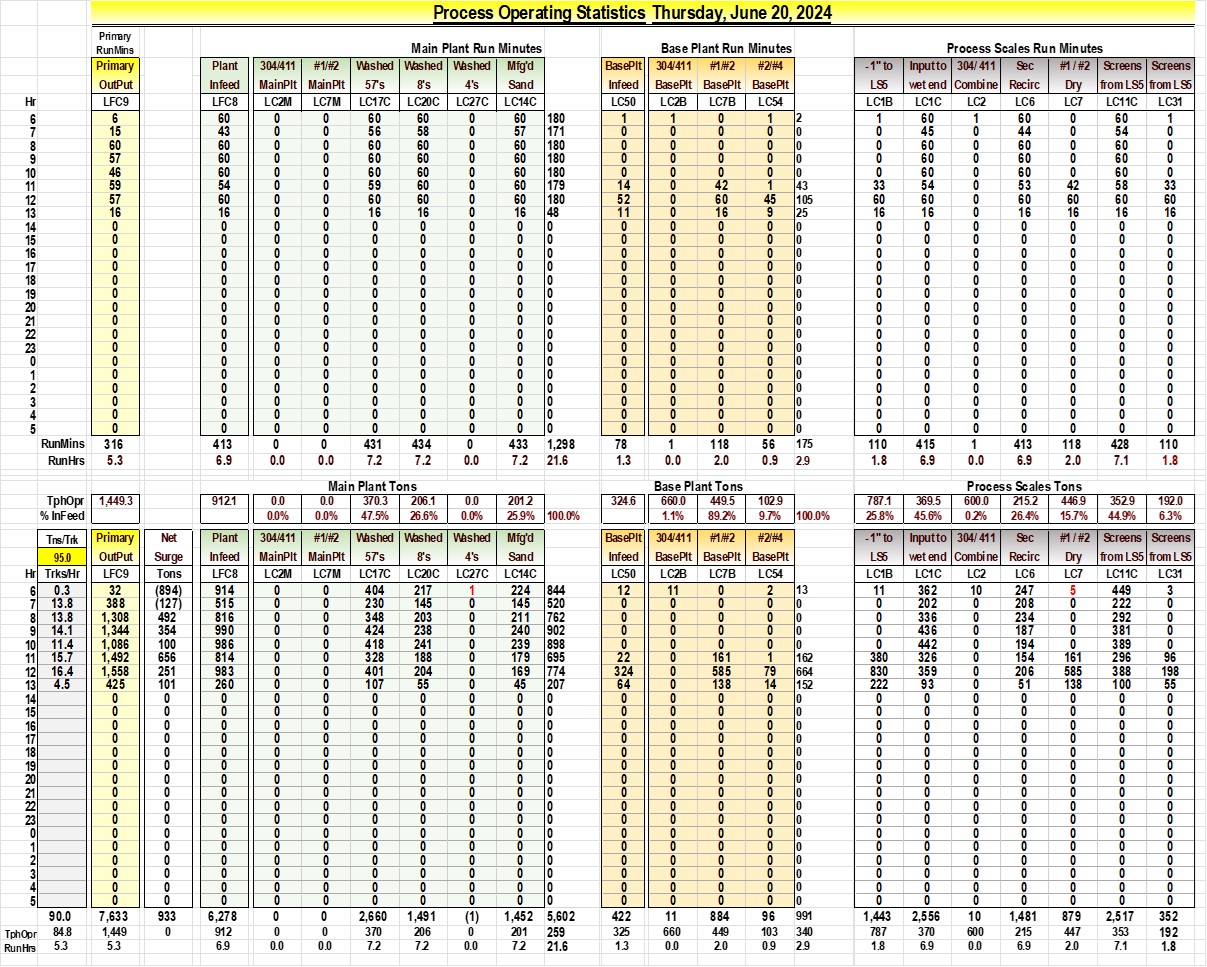 Process Operating Statistics Thursday, June 20, 2024
Primary
RunMins Main Plant Run Minutes Base Plant Run Minutes Process Scales Run Minutes
Primary Plant 304/411 #1/#2 Washed Washed Washed Mfg'd BasePlt 304/411 #1/#2 #2/#4 -1" to Input to 304/ 411 Sec #1 / #2 Screens Screens
OutPut Infeed MainPlt MainPlt 57's 8's 4's Sand Infeed BasePlt BasePlt BasePlt LS5 wet end Combine Recirc Dry from LS5 from LS5
Hr LFC9 LFC8 LC2M LC7M LC17C LC20C LC27C LC14C LC50 LC2B LC7B LC54 LC1B LC1C LC2 LC6 LC7 LC11C LC31
6 6 60 0 0 60 60 0 60 180 1 1 0 1 2 1 60 1 60 0 60 1
7 15 43 0 0 56 58 0 57 171 0 0 0 0 0 0 45 0 44 0 54 0
8 60 60 0 0 60 60 0 60 180 0 0 0 0 0 0 60 0 60 0 60 0
9 57 60 0 0 60 60 0 60 180 0 0 0 0 0 0 60 0 60 0 60 0
10 46 60 0 0 60 60 0 60 180 0 0 0 0 0 0 60 0 60 0 60 0
11 59 54 0 0 59 60 0 60 179 14 0 42 1 43 33 54 0 53 42 58 33
12 57 60 0 0 60 60 0 60 180 52 0 60 45 105 60 60 0 60 60 60 60
13 16 16 0 0 16 16 0 16 48 11 0 16 9 25 16 16 0 16 16 16 16
14 0 0 0 0 0 0 0 0 0 0 0 0 0 0 0 0 0 0 0 0 0
15 0 0 0 0 0 0 0 0 0 0 0 0 0 0 0 0 0 0 0 0 0
16 0 0 0 0 0 0 0 0 0 0 0 0 0 0 0 0 0 0 0 0 0
17 0 0 0 0 0 0 0 0 0 0 0 0 0 0 0 0 0 0 0 0 0
18 0 0 0 0 0 0 0 0 0 0 0 0 0 0 0 0 0 0 0 0 0
19 0 0 0 0 0 0 0 0 0 0 0 0 0 0 0 0 0 0 0 0 0
20 0 0 0 0 0 0 0 0 0 0 0 0 0 0 0 0 0 0 0 0 0
21 0 0 0 0 0 0 0 0 0 0 0 0 0 0 0 0 0 0 0 0 0
22 0 0 0 0 0 0 0 0 0 0 0 0 0 0 0 0 0 0 0 0 0
23 0 0 0 0 0 0 0 0 0 0 0 0 0 0 0 0 0 0 0 0 0
0 0 0 0 0 0 0 0 0 0 0 0 0 0 0 0 0 0 0 0 0 0
1 0 0 0 0 0 0 0 0 0 0 0 0 0 0 0 0 0 0 0 0 0
2 0 0 0 0 0 0 0 0 0 0 0 0 0 0 0 0 0 0 0 0 0
3 0 0 0 0 0 0 0 0 0 0 0 0 0 0 0 0 0 0 0 0 0
4 0 0 0 0 0 0 0 0 0 0 0 0 0 0 0 0 0 0 0 0 0
5 0 0 0 0 0 0 0 0 0 0 0 0 0 0 0 0 0 0 0 0 0
RunMins 316 413 0 0 431 434 0 433 1,298 78 1 118 56 175 110 415 1 413 118 428 110
RunHrs 5.3 6.9 0.0 0.0 7.2 7.2 0.0 7.2 21.6 1.3 0.0 2.0 0.9 2.9 1.8 6.9 0.0 6.9 2.0 7.1 1.8
Main Plant Tons Base Plant Tons Process Scales Tons
TphOpr 1,449.3 912.1 0.0 0.0 370.3 206.1 0.0 201.2 324.6 660.0 449.5 102.9 787.1 369.5 600.0 215.2 446.9 352.9 192.0
% InFeed 0.0% 0.0% 47.5% 26.6% 0.0% 25.9% 100.0% 1.1% 89.2% 9.7% 100.0% 25.8% 45.6% 0.2% 26.4% 15.7% 44.9% 6.3%
Tns/Trk Primary Net Plant 304/411 #1/#2 Washed Washed Washed Mfg'd BasePlt 304/411 #1/#2 #2/#4 -1" to Input to 304/ 411 Sec #1 / #2 Screens Screens
95.0 OutPut Surge Infeed MainPlt MainPlt 57's 8's 4's Sand Infeed BasePlt BasePlt BasePlt LS5 wet end Combine Recirc Dry from LS5 from LS5
Hr Trks/Hr LFC9 Tons LFC8 LC2M LC7M LC17C LC20C LC27C LC14C LC50 LC2B LC7B LC54 LC1B LC1C LC2 LC6 LC7 LC11C LC31
6 0.3 32 (894) 914 0 0 404 217 1 224 844 12 11 0 2 13 11 362 10 247 5 449 3
7 13.8 388 (127) 515 0 0 230 145 0 145 520 0 0 0 0 0 0 202 0 208 0 222 0
8 13.8 1,308 492 816 0 0 348 203 0 211 762 0 0 0 0 0 0 336 0 234 0 292 0
9 14.1 1,344 354 990 0 0 424 238 0 240 902 0 0 0 0 0 0 436 0 187 0 381 0
10 11.4 1,086 100 986 0 0 418 241 0 239 898 0 0 0 0 0 0 442 0 194 0 389 0
11 15.7 1,492 656 814 0 0 328 188 0 179 695 22 0 161 1 162 380 326 0 154 161 296 96
12 16.4 1,558 251 983 0 0 401 204 0 169 774 324 0 585 79 664 830 359 0 206 585 388 198
13 4.5 425 101 260 0 0 107 55 0 45 207 64 0 138 14 152 222 93 0 51 138 100 55
14 0 0 0 0 0 0 0 0 0 0 0 0 0 0 0 0 0 0 0 0 0 0
15 0 0 0 0 0 0 0 0 0 0 0 0 0 0 0 0 0 0 0 0 0 0
16 0 0 0 0 0 0 0 0 0 0 0 0 0 0 0 0 0 0 0 0 0 0
17 0 0 0 0 0 0 0 0 0 0 0 0 0 0 0 0 0 0 0 0 0 0
18 0 0 0 0 0 0 0 0 0 0 0 0 0 0 0 0 0 0 0 0 0 0
19 0 0 0 0 0 0 0 0 0 0 0 0 0 0 0 0 0 0 0 0 0 0
20 0 0 0 0 0 0 0 0 0 0 0 0 0 0 0 0 0 0 0 0 0 0
21 0 0 0 0 0 0 0 0 0 0 0 0 0 0 0 0 0 0 0 0 0 0
22 0 0 0 0 0 0 0 0 0 0 0 0 0 0 0 0 0 0 0 0 0 0
23 0 0 0 0 0 0 0 0 0 0 0 0 0 0 0 0 0 0 0 0 0 0
0 0 0 0 0 0 0 0 0 0 0 0 0 0 0 0 0 0 0 0 0 0 0
1 0 0 0 0 0 0 0 0 0 0 0 0 0 0 0 0 0 0 0 0 0 0
2 0 0 0 0 0 0 0 0 0 0 0 0 0 0 0 0 0 0 0 0 0 0
3 0 0 0 0 0 0 0 0 0 0 0 0 0 0 0 0 0 0 0 0 0 0
4 0 0 0 0 0 0 0 0 0 0 0 0 0 0 0 0 0 0 0 0 0 0
5 0 0 0 0 0 0 0 0 0 0 0 0 0 0 0 0 0 0 0 0 0 0
90.0 7,633 933 6,278 0 0 2,660 1,491 (1) 1,452 5,602 422 11 884 96 991 1,443 2,556 10 1,481 879 2,517 352
TphOpr 84.8 1,449 0 912 0 0 370 206 0 201 259 325 660 449 103 340 787 370 600 215 447 353 192
RunHrs 5.3 5.3 6.9 0.0 0.0 7.2 7.2 0.0 7.2 21.6 1.3 0.0 2.0 0.9 2.9 1.8 6.9 0.0 6.9 2.0 7.1 1.8